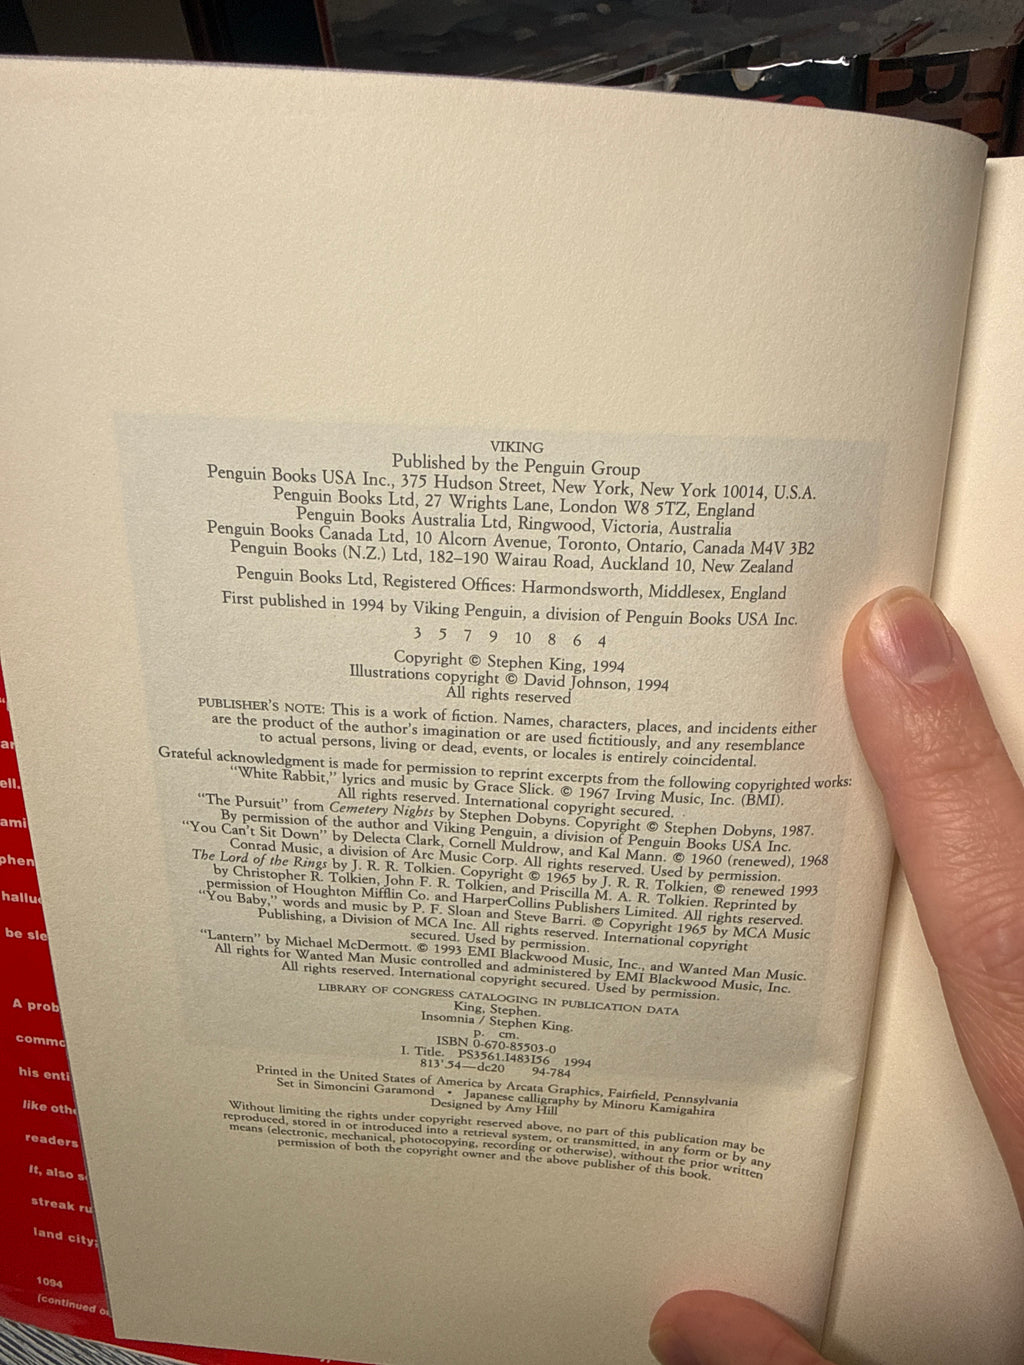 VIKING
Published by the Penguin Group
Penguin Books USA Inc., 375 Hudson Street, New York, New York 10014, U.S.A.
Penguin Books Ltd, 27 Wrights Lane, London W8 5TZ, England
Penguin Books Australia Ltd, Ringwood, Victoria, Australia
Penguin Books Canada Ltd, 10 Alcorn Avenue, Toronto, Ontario, Canada M4V 3B2
Penguin Books (N.Z.) Ltd, 182–190 Wairau Road, Auckland 10, New Zealand
Penguin Books Ltd, Registered Offices: Harmondsworth, Middlesex, England
First published in 1994 by Viking Penguin, a division of Penguin Books USA Inc.
3 5 7 9 10 8 6 4
Copyright © Stephen King, 1994
Illustrations copyright © David Johnson, 1994
All rights reserved
PUBLISHER'S NOTE: This is a work of fiction. Names, characters, places, and incidents either
are the product of the author's imagination or are used fictitiously, and any resemblance
to actual persons, living or dead, events, or locales is entirely coincidental.
Grateful acknowledgment is made for permission to reprint excerpts from the following copyrighted works:
"White Rabbit," lyrics and music by Grace Slick. © 1967 Irving Music, Inc. (BMI).
All rights reserved. International copyright secured.
"The Pursuit" from Cemetery Nights by Stephen Dobyns. Copyright © Stephen Dobyns, 1987.
By permission of the author and Viking Penguin, a division of Penguin Books USA Inc.
"You Can't Sit Down" by Delecta Clark, Cornell Muldrow, and Kal Mann. © 1960 (renewed), 1968
Conrad Music, a division of Arc Music Corp. All rights reserved. Used by permission.
The Lord of the Rings by J. R. R. Tolkien. Copyright © 1965 by J. R. R. Tolkien, © renewed 1993
by Christopher R. Tolkien, John F. R. Tolkien, and Priscilla M. A. R. Tolkien. Reprinted by
permission of Houghton Mifflin Co. and HarperCollins Publishers Limited. All rights reserved.
"You Baby," words and music by P. F. Sloan and Steve Barri. © Copyright 1965 by MCA Music
Publishing, a Division of MCA Inc. All rights reserved. International copyright
secured. Used by permission.
"Lantern" by Michael McDermott. © 1993 EMI Blackwood Music, Inc., and Wanted Man Music.
All rights for Wanted Man Music controlled and administered by EMI Blackwood Music, Inc.
All rights reserved. International copyright secured. Used by permission.
LIBRARY OF CONGRESS CATALOGING IN PUBLICATION DATA
King, Stephen.
Insomnia / Stephen King.
p. cm.
ISBN 0-670-85503-0
I. Title. PS3561.I483I56 1994
813'.54—dc20 94-784
Printed in the United States of America by Arcata Graphics, Fairfield, Pennsylvania
Set in Simoncini Garamond • Japanese calligraphy by Minoru Kamigahira
Designed by Amy Hill
Without limiting the rights under copyright reserved above, no part of this publication may be
reproduced, stored in or introduced into a retrieval system, or transmitted, in any form or by any
means (electronic, mechanical, photocopying, recording or otherwise), without the prior written
permission of both the copyright owner and the above publisher of this book.
ell.
ami
phen
halluc
be sle
A prob
commo
his enti
like oth
readers
It, also s
streak ru
land city;
1094
(continued o